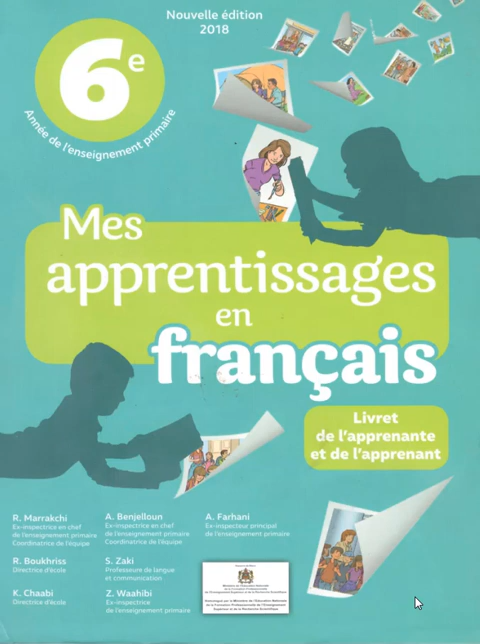 Nouvelle édition
2018
6e
Année de l'enseignement primaire
Mes
apprentissages
en
français
Livret
de l'apprenante
et de l'apprenant
R. Marrakchi
Ex-inspectrice en chef
de l'enseignement primaire
Coordinatrice de l'équipe
A. Benjelloun
Ex-inspectrice en chef
de l'enseignement primaire
Coordinatrice de l'équipe
A. Farhani
Ex-inspecteur principal
de l'enseignement primaire
R. Boukhriss
Directrice d'école
S. Zaki
Professeure de langue
et communication
K. Chaabi
Directrice d'école
Z. Waahibi
Ex-inspectrice
de l'enseignement primaire